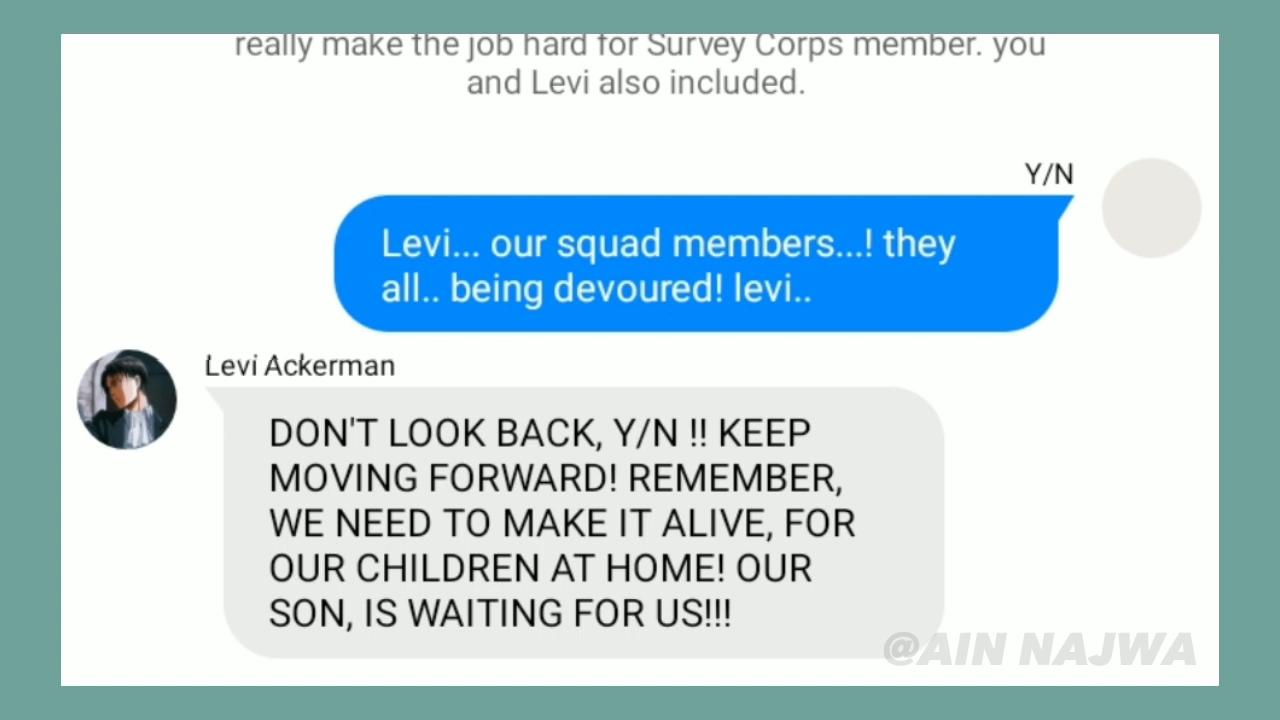 really make the job hard for Survey Corps member. you
and Levi also included.
Y/N
Levi... our squad members...! they
all.. being devoured! levi..
Levi Ackerman
DON'T LOOK BACK, Y/N !! KEEP
MOVING FORWARD! REMEMBER,
WE NEED TO MAKE IT ALIVE, FOR
OUR CHILDREN AT HOME! OUR
SON, IS WAITING FOR US!!!
@AIN NAJWA